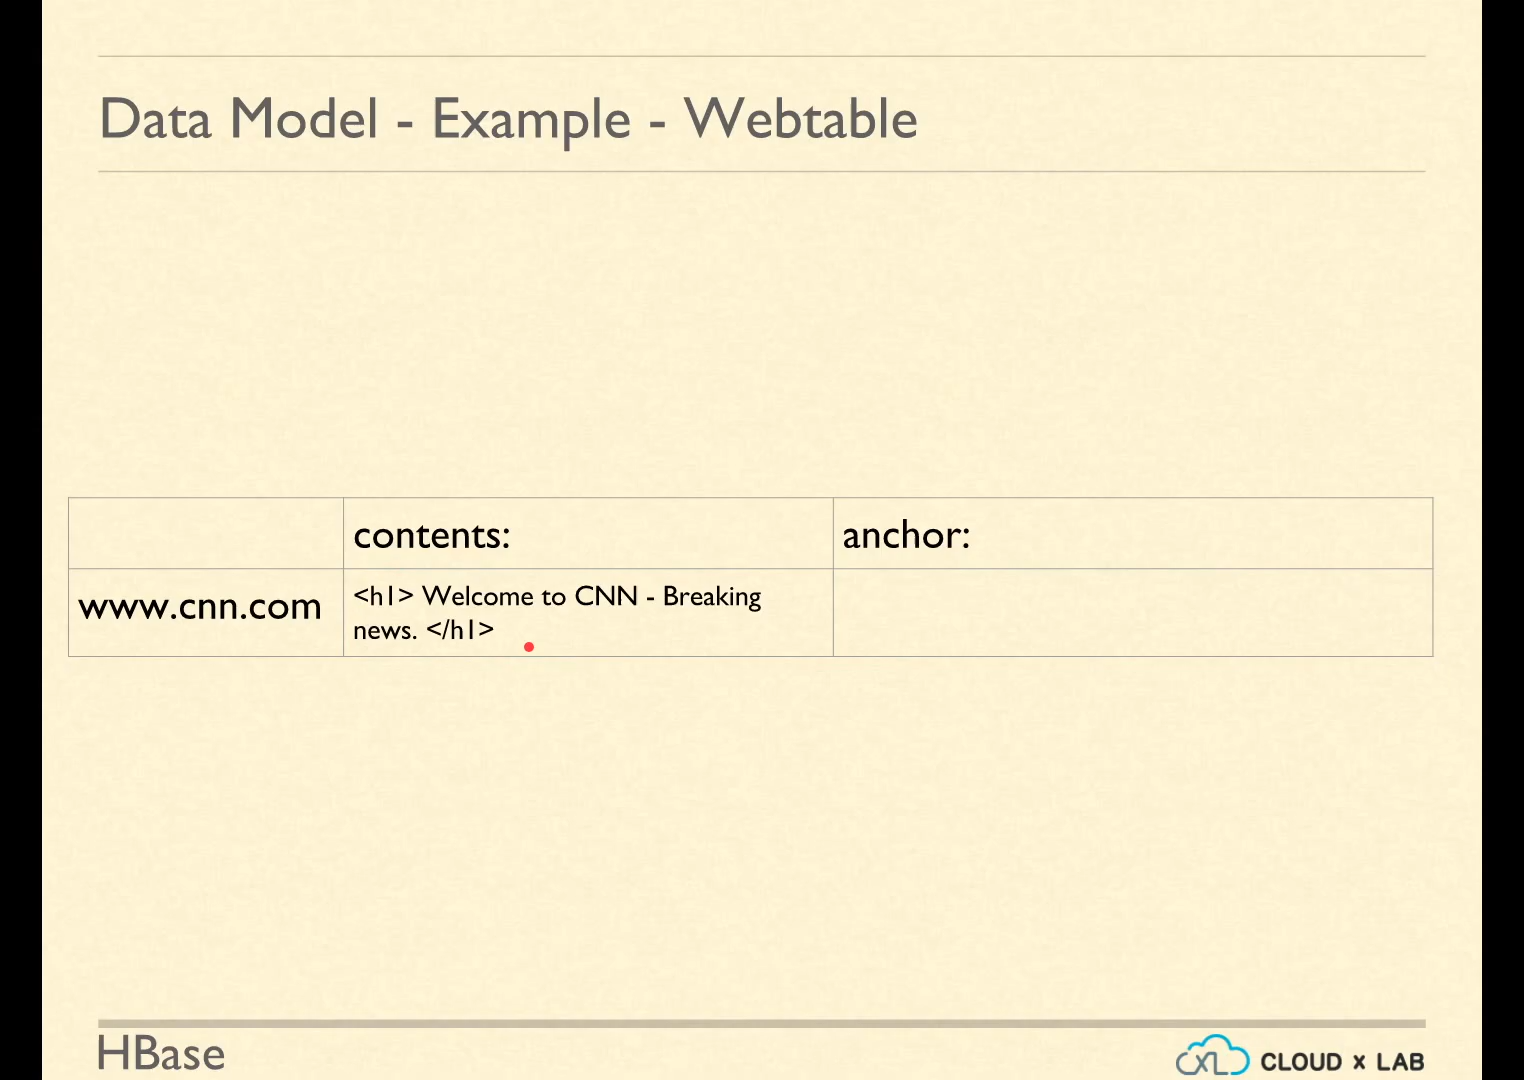 Data Model - Example - Webtable
contents:
anchor:
www.cnn.com
<h1> Welcome to CNN - Breaking
news. </h1>
HBase
CXL CLOUD x LAB